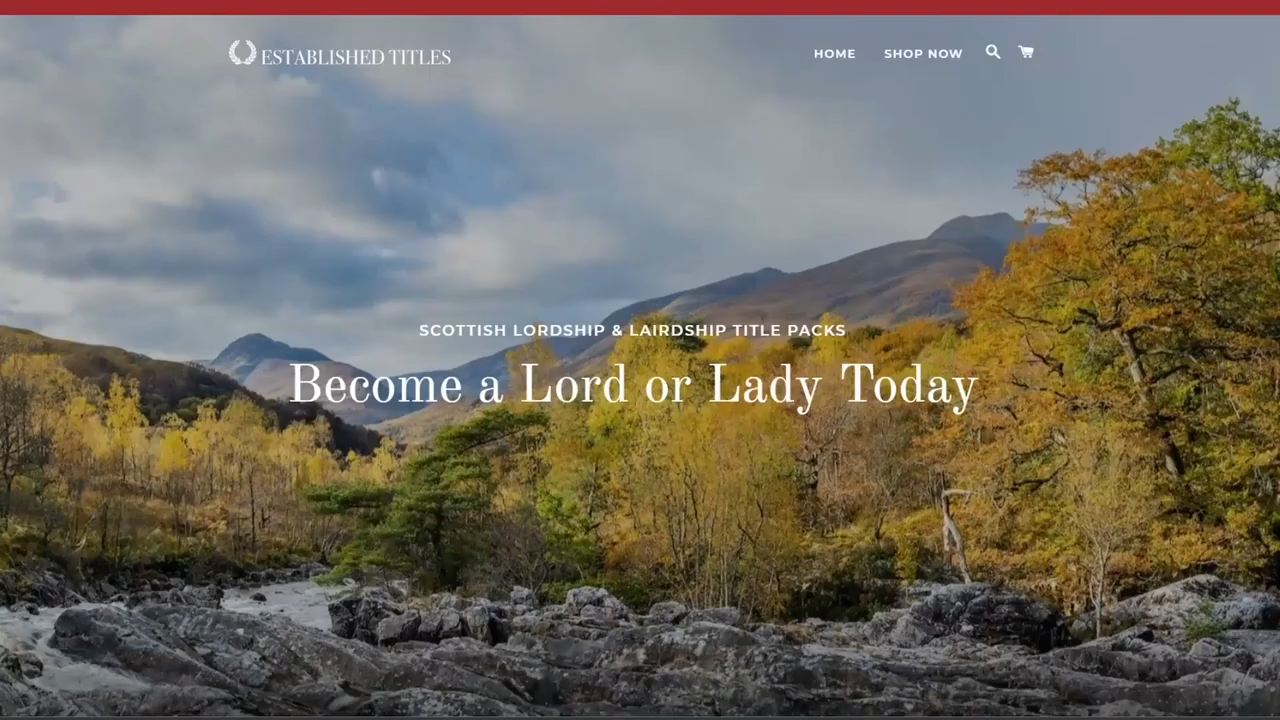 ESTABLISHED TITLES
HOME SHOP NOW
SCOTTISH LORDSHIP & LAIRDSHIP TITLE PACKS
Become a Lord or Lady Today